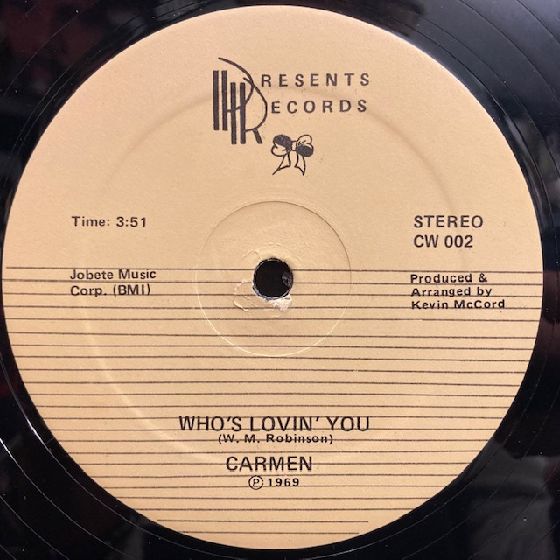 PRESENTS
RECORDS
Time: 3:51
STEREO
CW 002
Jobete Music
Corp. (BMI)
Produced &
Arranged by
Kevin McCord
WHO'S LOVIN' YOU
(W. M. Robinson)
CARMEN
℗ 1969